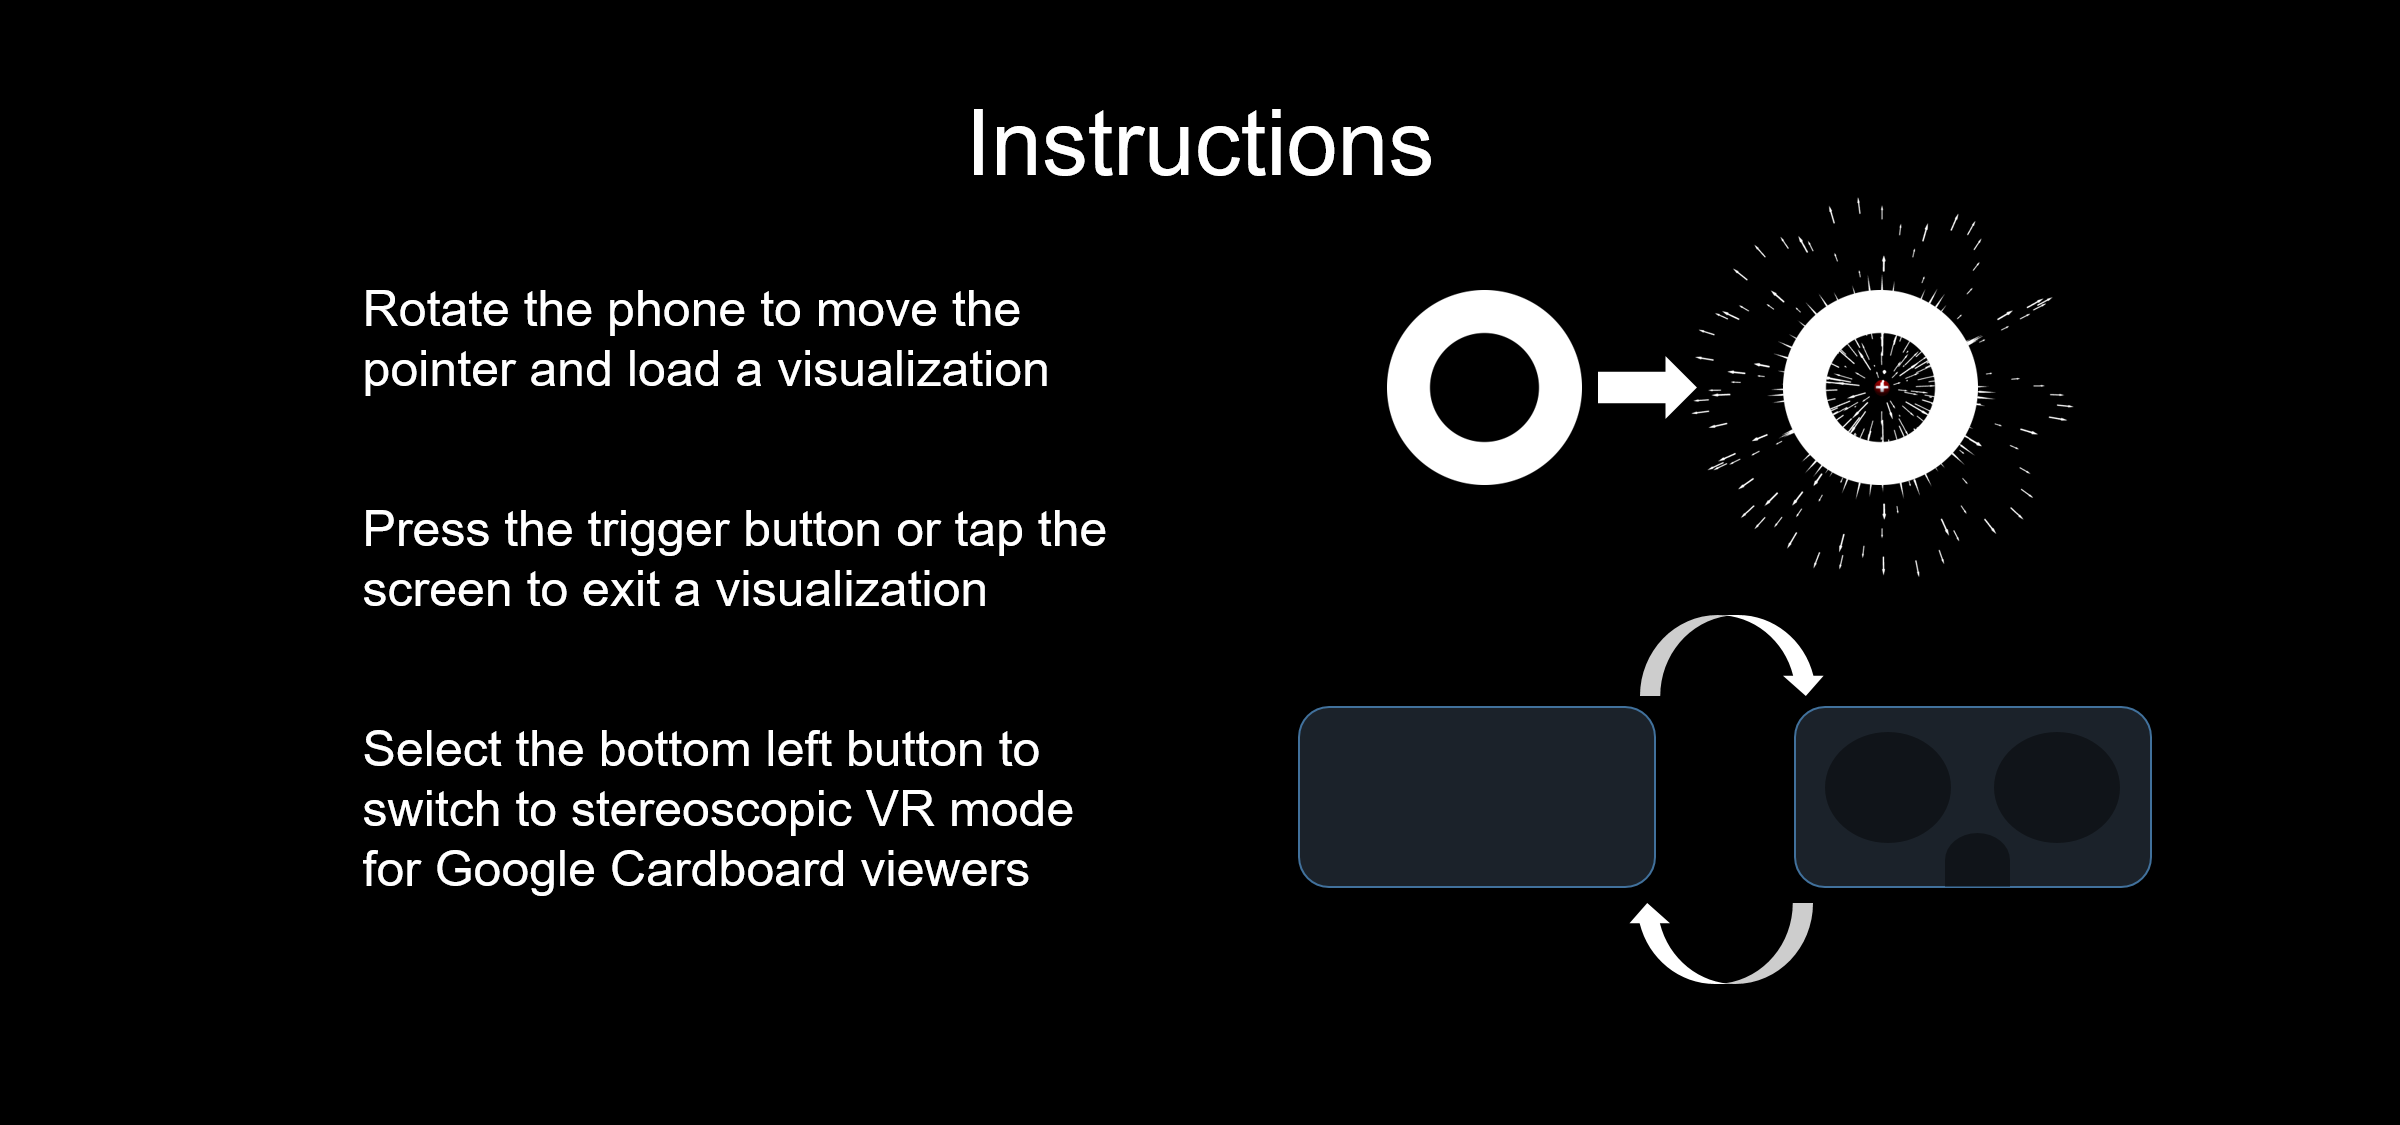 Instructions
Rotate the phone to move the
pointer and load a visualization
Press the trigger button or tap the
screen to exit a visualization
Select the bottom left button to
switch to stereoscopic VR mode
for Google Cardboard viewers